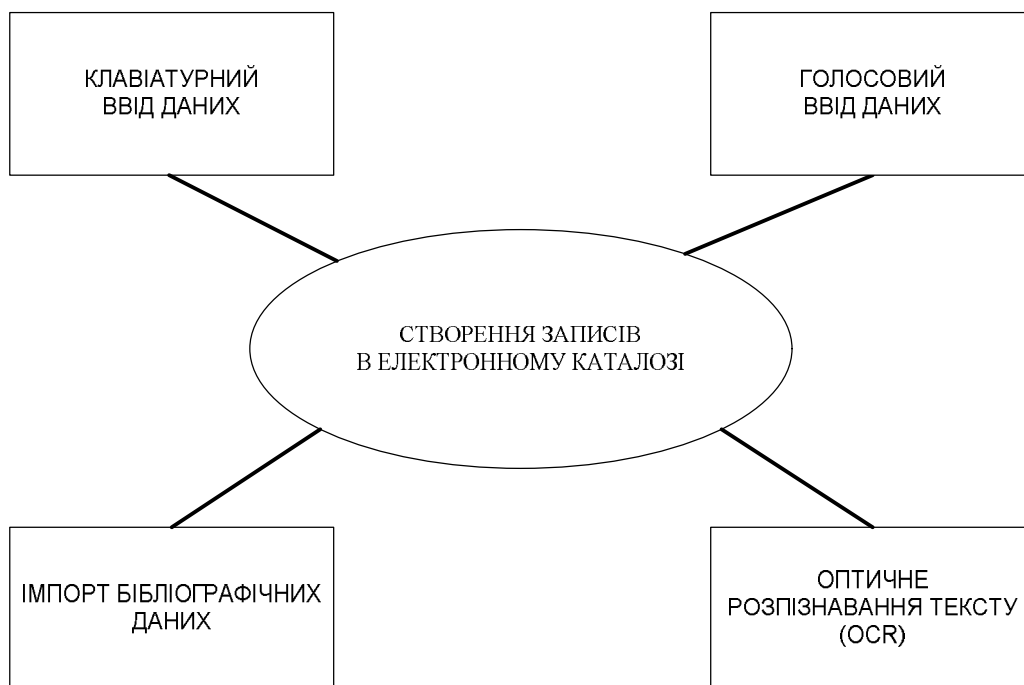 КЛАВІАТУРНИЙ
ВВІД ДАНИХ
ГОЛОСОВИЙ
ВВІД ДАНИХ
СТВОРЕННЯ ЗАПИСІВ
В ЕЛЕКТРОННОМУ КАТАЛОЗІ
ІМПОРТ БІБЛІОГРАФІЧНИХ
ДАНИХ
ОПТИЧНЕ
РОЗПІЗНАВАННЯ ТЕКСТУ
(OCR)